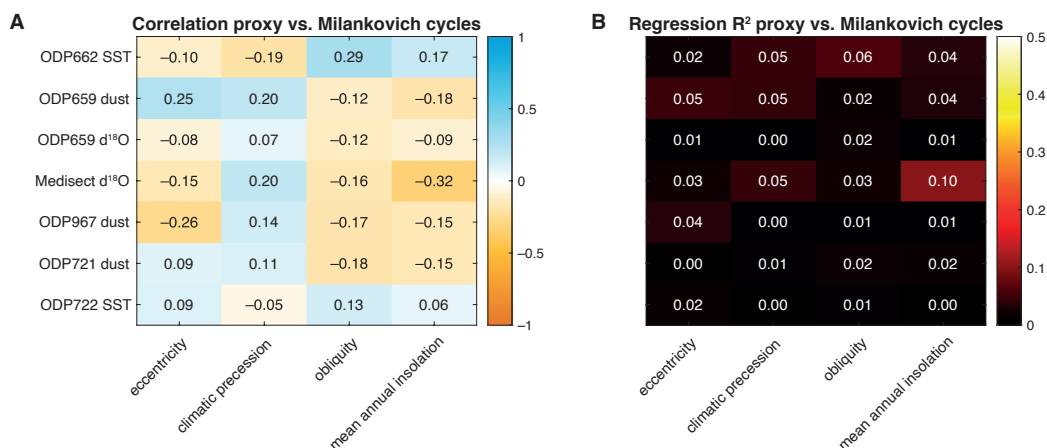 A
Correlation proxy vs. Milankovich cycles
ODP662 SST
ODP659 dust
ODP659 d¹⁸O
Medisect d¹⁸O
ODP967 dust
ODP721 dust
ODP722 SST
−0.10 −0.19 0.29 0.17
0.25 0.20 −0.12 −0.18
−0.08 0.07 −0.12 −0.09
−0.15 0.20 −0.16 −0.32
−0.26 0.14 −0.17 −0.15
0.09 0.11 −0.18 −0.15
0.09 −0.05 0.13 0.06
eccentricity
climatic precession
obliquity
mean annual insolation
1
0.5
0
−0.5
−1
B
Regression R² proxy vs. Milankovich cycles
0.02 0.05 0.06 0.04
0.05 0.05 0.02 0.04
0.01 0.00 0.02 0.01
0.03 0.05 0.03 0.10
0.04 0.00 0.01 0.01
0.00 0.01 0.02 0.02
0.02 0.00 0.01 0.00
eccentricity
climatic precession
obliquity
mean annual insolation
0.5
0.4
0.3
0.2
0.1
0